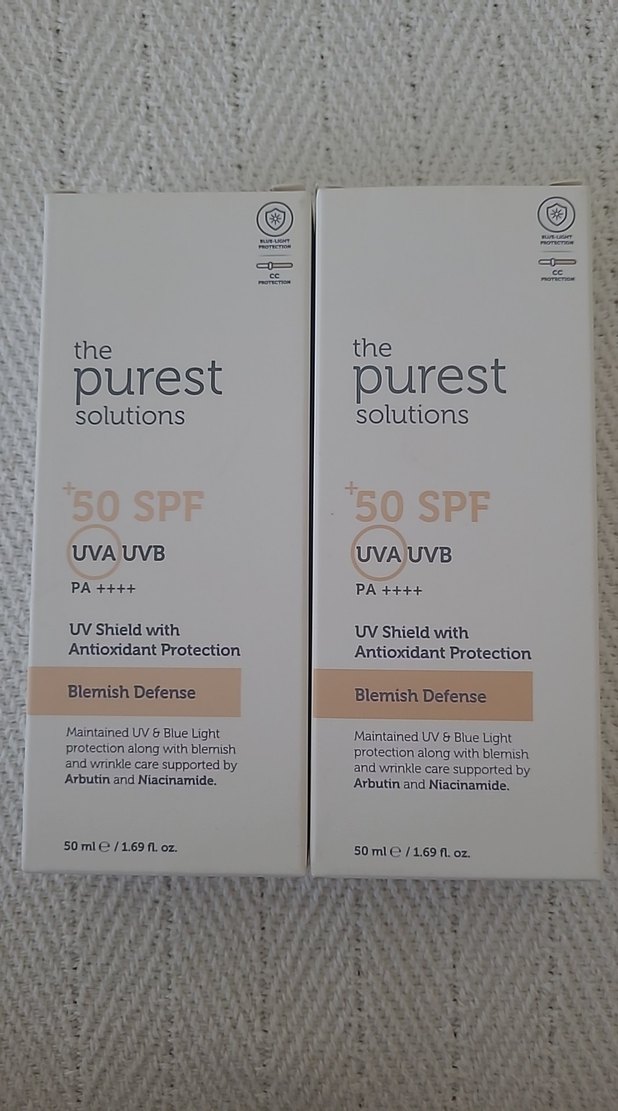 BLUE-LIGHT
PROTECTION
CC
PROTECTION
the
purest
solutions
+50 SPF
UVA UVB
PA ++++
UV Shield with
Antioxidant Protection
Blemish Defense
Maintained UV & Blue Light
protection along with blemish
and wrinkle care supported by
Arbutin and Niacinamide.
50 ml ℮ / 1.69 fl. oz.
BLUE-LIGHT
PROTECTION
CC
PROTECTION
the
purest
solutions
+50 SPF
UVA UVB
PA ++++
UV Shield with
Antioxidant Protection
Blemish Defense
Maintained UV & Blue Light
protection along with blemish
and wrinkle care supported by
Arbutin and Niacinamide.
50 ml ℮ / 1.69 fl. oz.